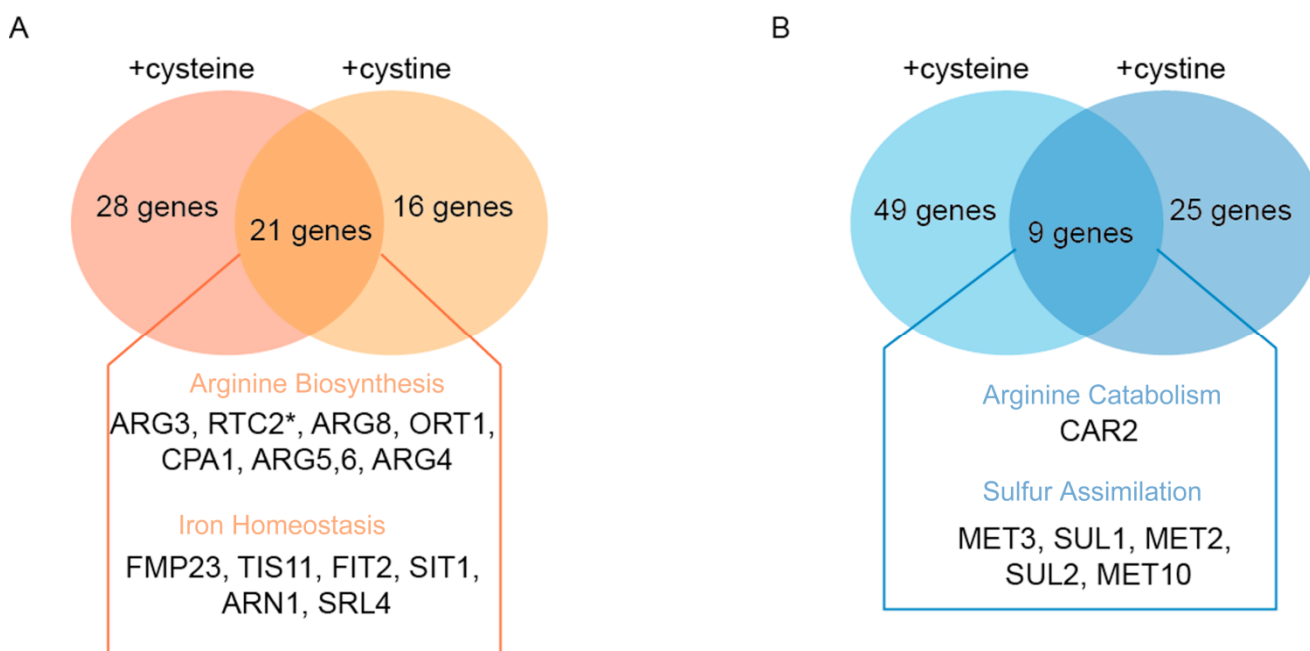 A
+cysteine
+cystine
28 genes
21 genes
16 genes
Arginine Biosynthesis
ARG3, RTC2*, ARG8, ORT1,
CPA1, ARG5,6, ARG4
Iron Homeostasis
FMP23, TIS11, FIT2, SIT1,
ARN1, SRL4
B
+cysteine
+cystine
49 genes
9 genes
25 genes
Arginine Catabolism
CAR2
Sulfur Assimilation
MET3, SUL1, MET2,
SUL2, MET10